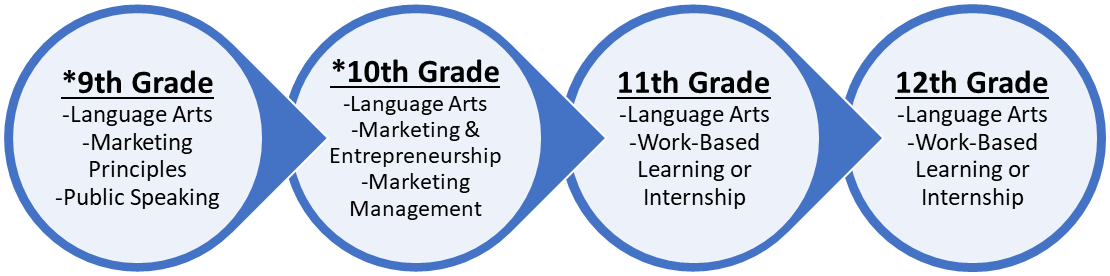 *9th Grade
-Language Arts
-Marketing
Principles
-Public Speaking
*10th Grade
-Language Arts
-Marketing &
Entrepreneurship
-Marketing
Management
11th Grade
-Language Arts
-Work-Based
Learning or
Internship
12th Grade
-Language Arts
-Work-Based
Learning or
Internship